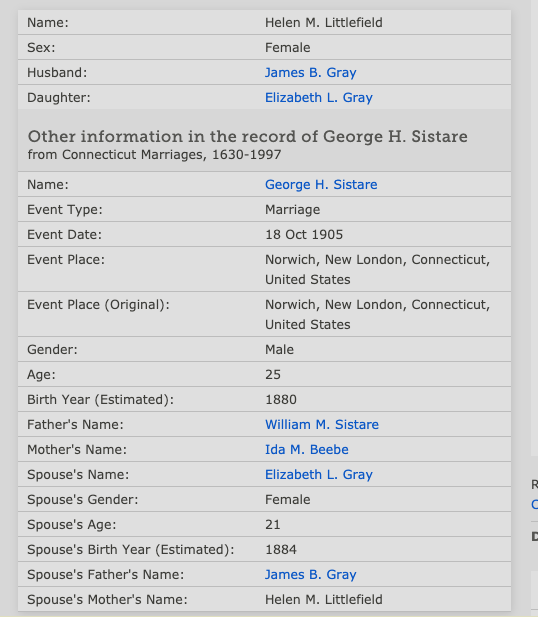 Name: Helen M. Littlefield
Sex: Female
Husband: James B. Gray
Daughter: Elizabeth L. Gray
Other information in the record of George H. Sistare
from Connecticut Marriages, 1630-1997
Name: George H. Sistare
Event Type: Marriage
Event Date: 18 Oct 1905
Event Place: Norwich, New London, Connecticut,
United States
Event Place (Original): Norwich, New London, Connecticut,
United States
Gender: Male
Age: 25
Birth Year (Estimated): 1880
Father's Name: William M. Sistare
Mother's Name: Ida M. Beebe
Spouse's Name: Elizabeth L. Gray
Spouse's Gender: Female
Spouse's Age: 21
Spouse's Birth Year (Estimated): 1884
Spouse's Father's Name: James B. Gray
Spouse's Mother's Name: Helen M. Littlefield